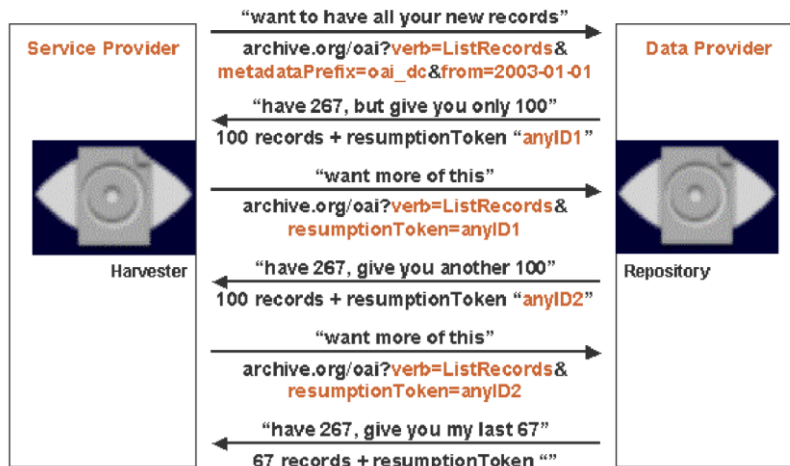 “want to have all your new records”
Service Provider
Data Provider
archive.org/oai?verb=ListRecords&
metadataPrefix=oai_dc&from=2003-01-01
“have 267, but give you only 100”
100 records + resumptionToken “anyID1”
“want more of this”
archive.org/oai?verb=ListRecords&
resumptionToken=anyID1
Harvester
“have 267, give you another 100”
Repository
100 records + resumptionToken “anyID2”
“want more of this”
archive.org/oai?verb=ListRecords&
resumptionToken=anyID2
“have 267, give you my last 67”
67 records + resumptionToken “”